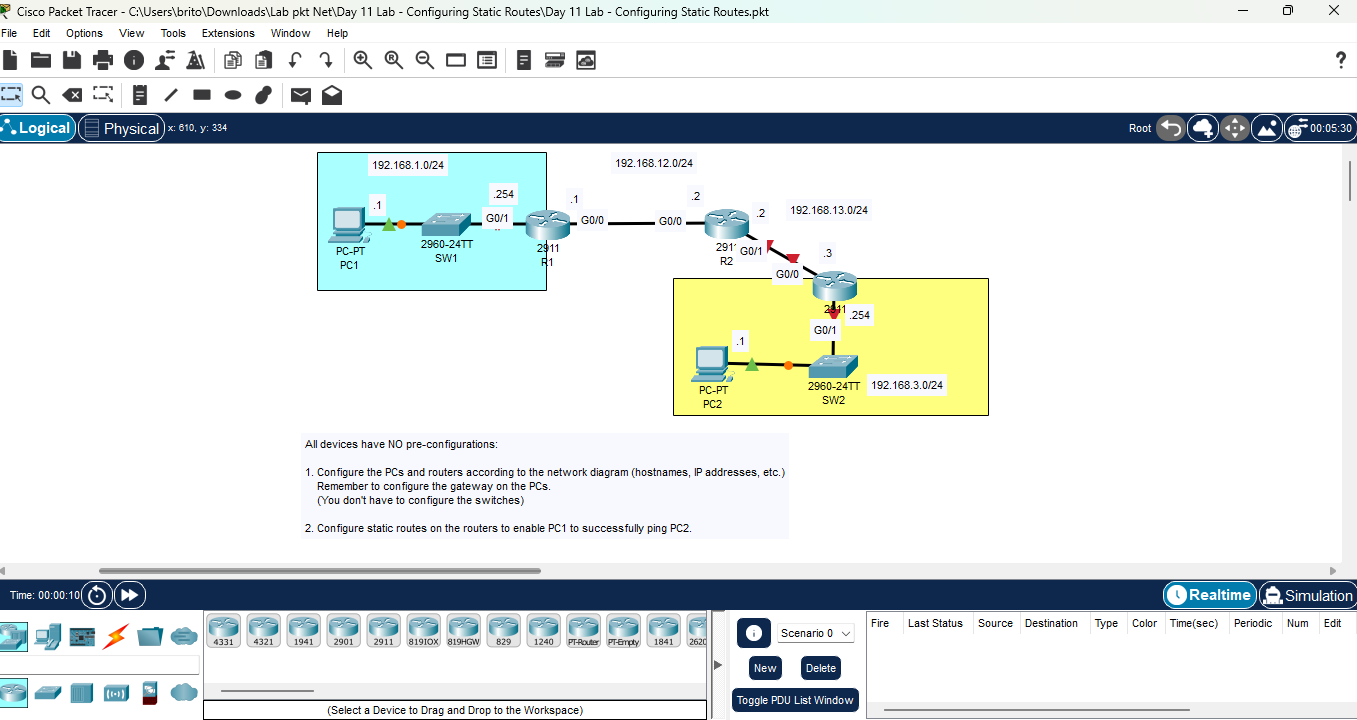 Cisco Packet Tracer - C:\Users\brito\Downloads\Lab pkt Net\Day 11 Lab - Configuring Static Routes\Day 11 Lab - Configuring Static Routes.pkt
File Edit Options View Tools Extensions Window Help
?
Logical Physical x: 610, y: 334 Root 00:05:30
192.168.1.0/24
192.168.12.0/24
.254
.1
.2
.1
.2
192.168.13.0/24
G0/1
G0/0
G0/0
PC-PT
PC1
2960-24TT
SW1
2911
R1
291
R2
G0/1
.3
G0/0
2911
.254
G0/1
.1
PC-PT
PC2
2960-24TT
SW2
192.168.3.0/24
All devices have NO pre-configurations:
1. Configure the PCs and routers according to the network diagram (hostnames, IP addresses, etc.)
Remember to configure the gateway on the PCs.
(You don't have to configure the switches)
2. Configure static routes on the routers to enable PC1 to successfully ping PC2.
Time: 00:00:10 Realtime Simulation
4331 4321 1941 2901 2911 819IOX 819HGW 829 1240 PT-Router PT-Empty 1841 2620
(Select a Device to Drag and Drop to the Workspace)
Scenario 0
New Delete
Toggle PDU List Window
Fire Last Status Source Destination Type Color Time(sec) Periodic Num Edit